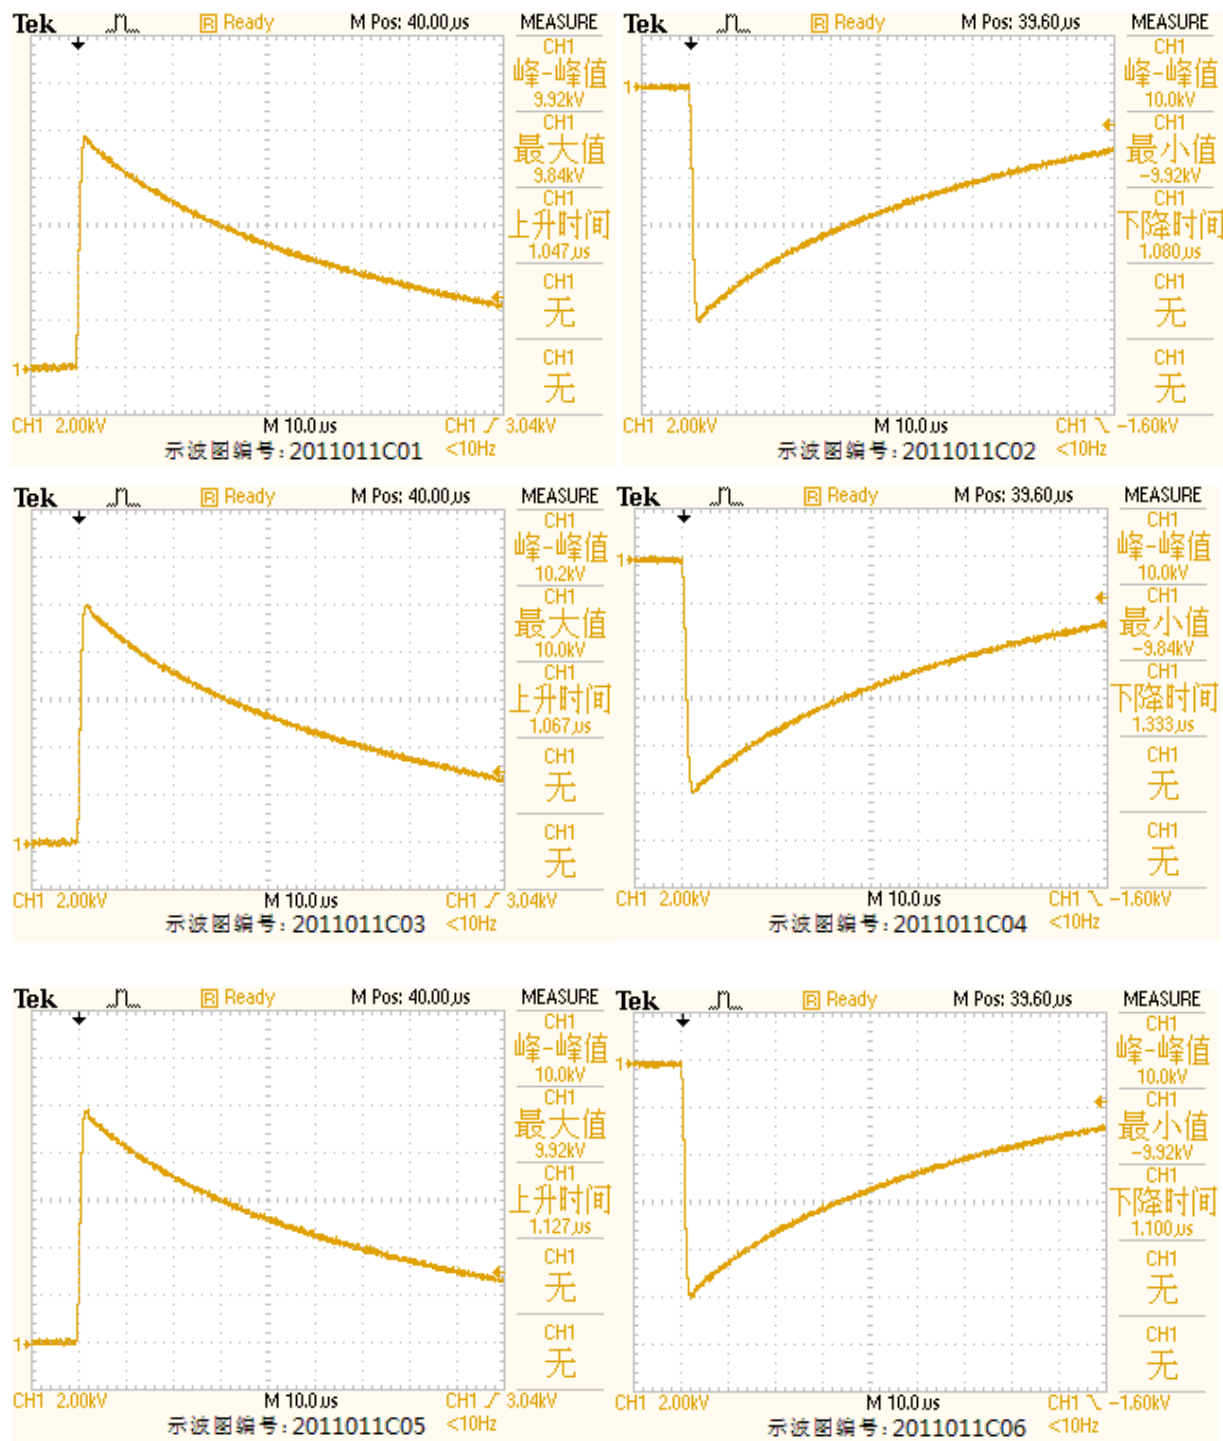 Tek Ready M Pos: 40.00us MEASURE
CH1
峰-峰值
9.92kV
CH1
最大值
9.84kV
CH1
上升时间
1.047us
CH1
无
CH1
无
1
CH1 2.00kV M 10.0us CH1 3.04kV
<10Hz
示波图编号:2011011C01
Tek Ready M Pos: 39.60us MEASURE
CH1
峰-峰值
10.0kV
CH1
最小值
-9.92kV
CH1
下降时间
1.080us
CH1
无
CH1
无
1
CH1 2.00kV M 10.0us CH1 -1.60kV
<10Hz
示波图编号:2011011C02
Tek Ready M Pos: 40.00us MEASURE
CH1
峰-峰值
10.2kV
CH1
最大值
10.0kV
CH1
上升时间
1.067us
CH1
无
CH1
无
1
CH1 2.00kV M 10.0us CH1 3.04kV
<10Hz
示波图编号:2011011C03
Tek Ready M Pos: 39.60us MEASURE
CH1
峰-峰值
10.0kV
CH1
最小值
-9.84kV
CH1
下降时间
1.333us
CH1
无
CH1
无
1
CH1 2.00kV M 10.0us CH1 -1.60kV
<10Hz
示波图编号:2011011C04
Tek Ready M Pos: 40.00us MEASURE
CH1
峰-峰值
10.0kV
CH1
最大值
9.92kV
CH1
上升时间
1.127us
CH1
无
CH1
无
1
CH1 2.00kV M 10.0us CH1 3.04kV
<10Hz
示波图编号:2011011C05
Tek Ready M Pos: 39.60us MEASURE
CH1
峰-峰值
10.0kV
CH1
最小值
-9.92kV
CH1
下降时间
1.100us
CH1
无
CH1
无
1
CH1 2.00kV M 10.0us CH1 -1.60kV
<10Hz
示波图编号:2011011C06